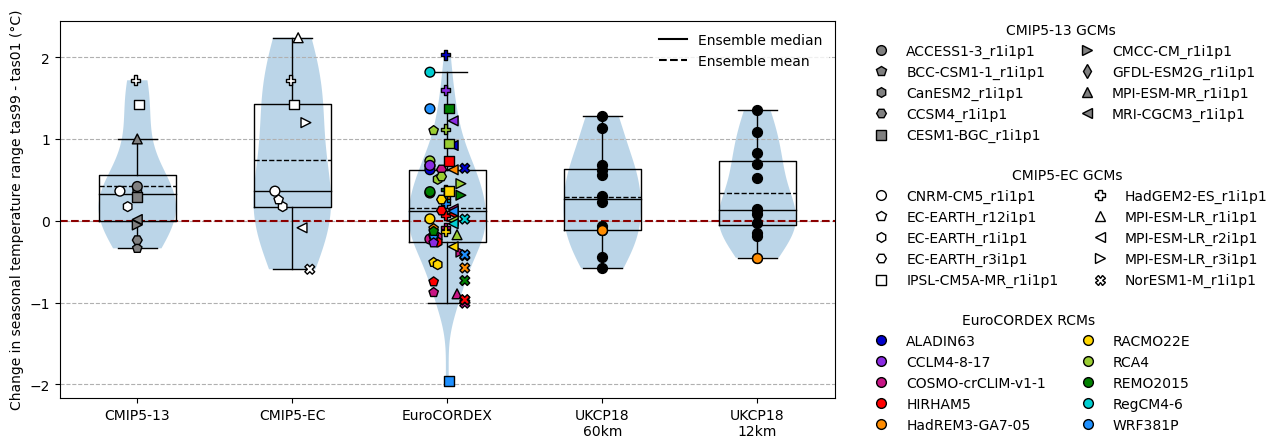 Change in seasonal temperature range tas99 - tas01 (°C)
2
1
0
−1
−2
Ensemble median
Ensemble mean
CMIP5-13
CMIP5-EC
EuroCORDEX
UKCP18
60km
UKCP18
12km
CMIP5-13 GCMs
ACCESS1-3_r1i1p1
BCC-CSM1-1_r1i1p1
CanESM2_r1i1p1
CCSM4_r1i1p1
CESM1-BGC_r1i1p1
CMCC-CM_r1i1p1
GFDL-ESM2G_r1i1p1
MPI-ESM-MR_r1i1p1
MRI-CGCM3_r1i1p1
CMIP5-EC GCMs
CNRM-CM5_r1i1p1
EC-EARTH_r12i1p1
EC-EARTH_r1i1p1
EC-EARTH_r3i1p1
IPSL-CM5A-MR_r1i1p1
HadGEM2-ES_r1i1p1
MPI-ESM-LR_r1i1p1
MPI-ESM-LR_r2i1p1
MPI-ESM-LR_r3i1p1
NorESM1-M_r1i1p1
EuroCORDEX RCMs
ALADIN63
CCLM4-8-17
COSMO-crCLIM-v1-1
HIRHAM5
HadREM3-GA7-05
RACMO22E
RCA4
REMO2015
RegCM4-6
WRF381P